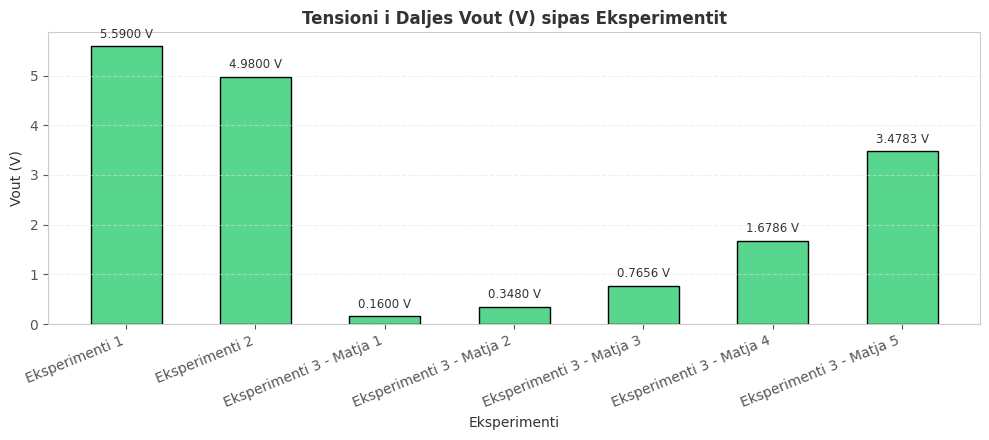 Tensioni i Daljes Vout (V) sipas Eksperimentit
5.5900 V
4.9800 V
0.1600 V
0.3480 V
0.7656 V
1.6786 V
3.4783 V
Vout (V)
5
4
3
2
1
0
Eksperimenti 1
Eksperimenti 2
Eksperimenti 3 - Matja 1
Eksperimenti 3 - Matja 2
Eksperimenti 3 - Matja 3
Eksperimenti 3 - Matja 4
Eksperimenti 3 - Matja 5
Eksperimenti